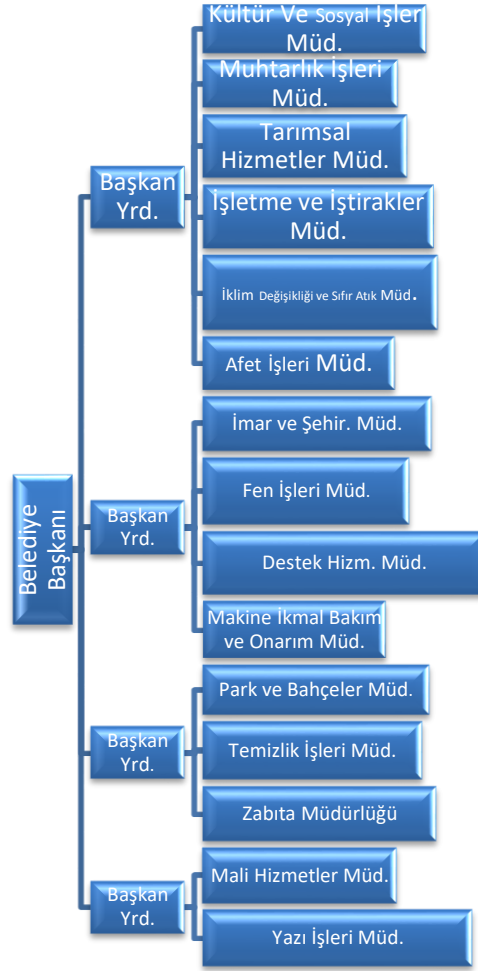 Kültür Ve Sosyal İşler
Müd.
Muhtarlık İşleri
Müd.
Tarımsal
Hizmetler Müd.
Başkan
Yrd.
İşletme ve İştirakler
Müd.
İklim Değişikliği ve Sıfır Atık Müd.
Afet İşleri Müd.
İmar ve Şehir. Müd.
Fen İşleri Müd.
Belediye
Başkanı
Başkan
Yrd.
Destek Hizm. Müd.
Makine İkmal Bakım
ve Onarım Müd.
Park ve Bahçeler Müd.
Başkan
Yrd.
Temizlik İşleri Müd.
Zabıta Müdürlüğü
Mali Hizmetler Müd.
Başkan
Yrd.
Yazı İşleri Müd.